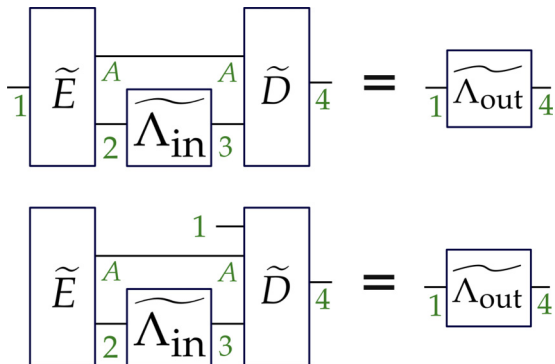 A A
1 Ẽ D̃ 4 = 1 Λ̃out 4
2 Λ̃in 3
1
A A
Ẽ D̃ 4 = 1 Λ̃out 4
2 Λ̃in 3